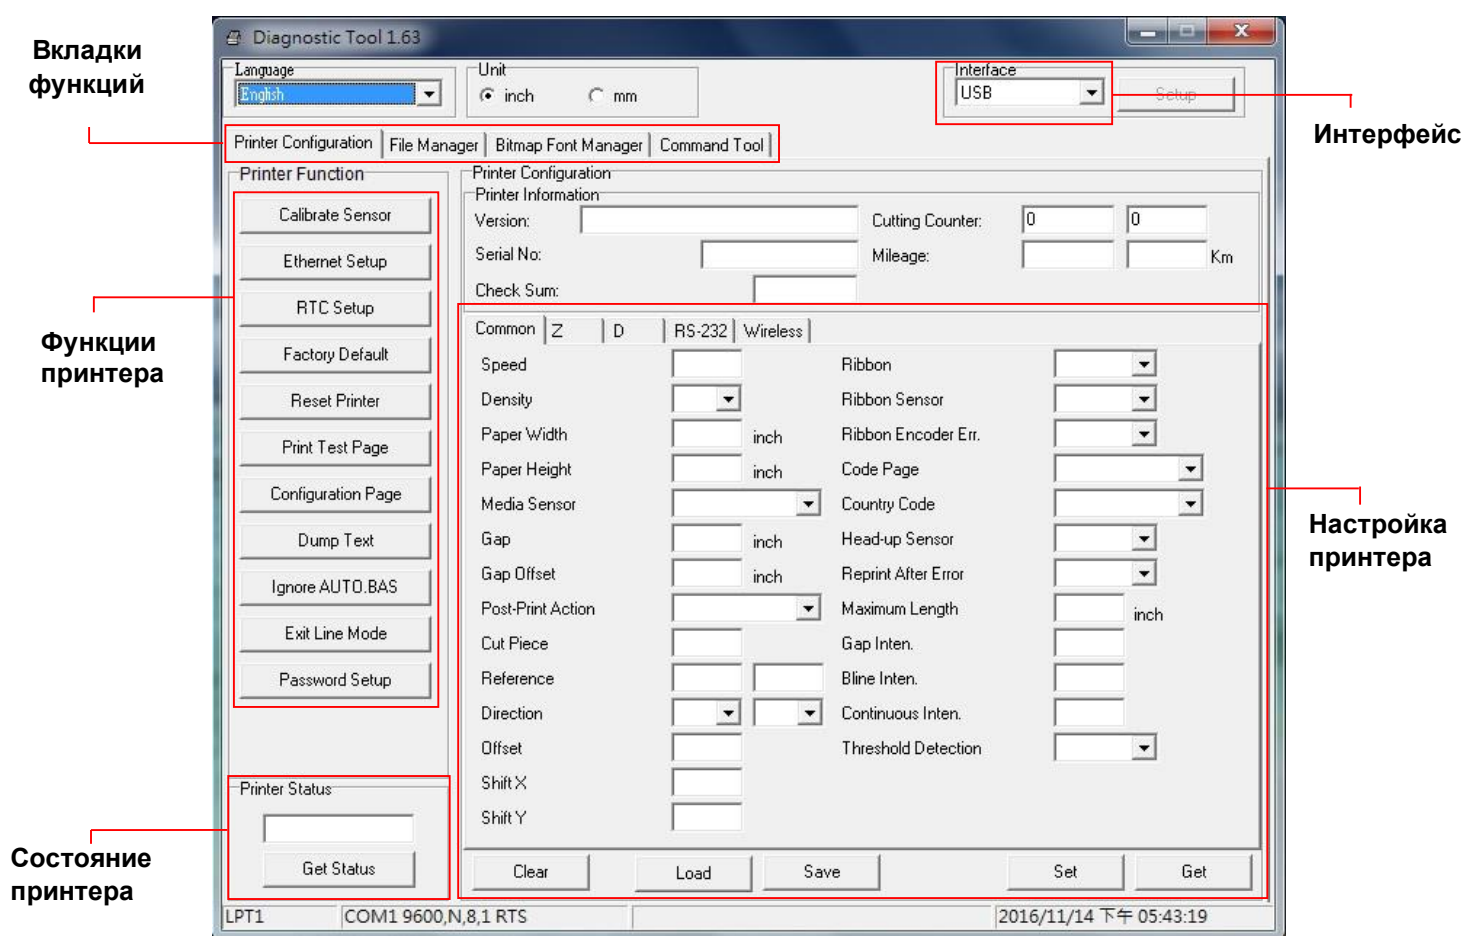 Diagnostic Tool 1.63
Вкладки
функций
Language
English
Unit
inch mm
Interface
USB
Setup
Интерфейс
Printer Configuration File Manager Bitmap Font Manager Command Tool
Printer Function
Calibrate Sensor
Ethernet Setup
RTC Setup
Factory Default
Reset Printer
Print Test Page
Configuration Page
Dump Text
Ignore AUTO.BAS
Exit Line Mode
Password Setup
Функции
принтера
Printer Configuration
Printer Information
Version: Cutting Counter: 0 0
Serial No: Mileage: Km
Check Sum:
Common Z D RS-232 Wireless
Speed Ribbon
Density Ribbon Sensor
Paper Width inch Ribbon Encoder Err.
Paper Height inch Code Page
Media Sensor Country Code
Gap inch Head-up Sensor
Gap Offset inch Reprint After Error
Post-Print Action Maximum Length inch
Cut Piece Gap Inten.
Reference Bline Inten.
Direction Continuous Inten.
Offset Threshold Detection
Shift X
Shift Y
Clear Load Save Set Get
Настройка
принтера
Printer Status
Get Status
Состояние
принтера
LPT1 COM1 9600,N,8,1 RTS 2016/11/14 下午 05:43:19